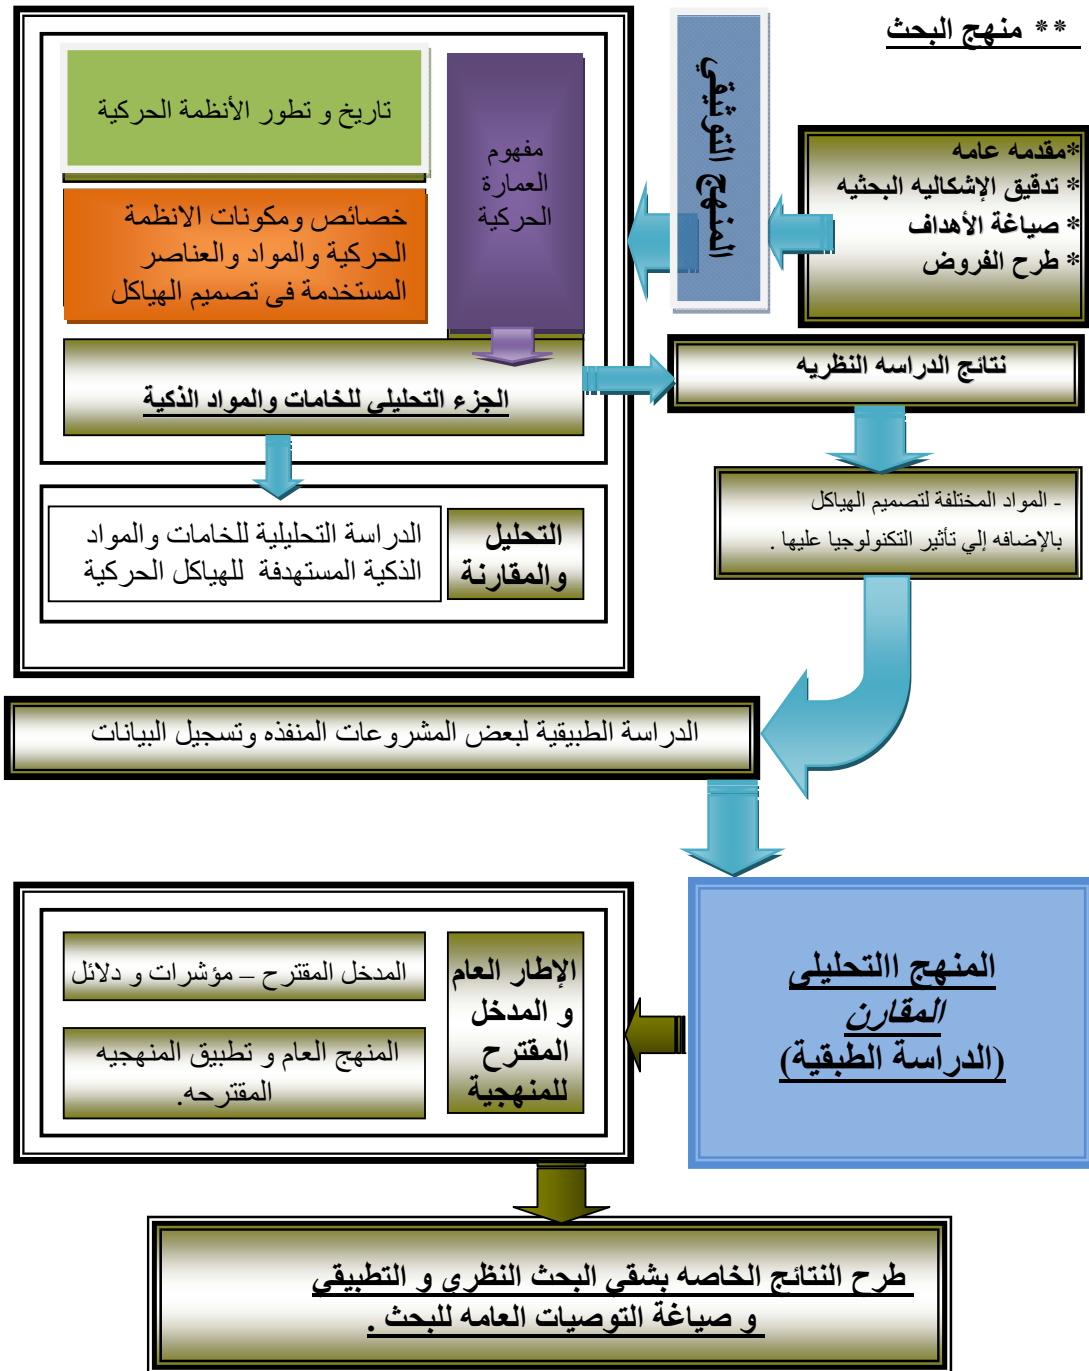 ** منهج البحث
*مقدمه عامه
* تدقيق الإشكاليه البحثيه
* صياغة الأهداف
* طرح الفروض
المنهج التوثيقي
مفهوم
العمارة
الحركية
تاريخ و تطور الأنظمة الحركية
خصائص ومكونات الانظمة
الحركية والمواد والعناصر
المستخدمة فى تصميم الهياكل
الجزء التحليلي للخامات والمواد الذكية
نتائج الدراسه النظريه
- المواد المختلفة لتصميم الهياكل
بالإضافه إلي تأثير التكنولوجيا عليها .
التحليل
والمقارنة
الدراسة التحليلية للخامات والمواد
الذكية المستهدفة للهياكل الحركية
الدراسة الطبيقية لبعض المشروعات المنفذه وتسجيل البيانات
المنهج االتحليلى
المقارن
(الدراسة الطبقية)
الإطار العام
و المدخل
المقترح
للمنهجية
المدخل المقترح – مؤشرات و دلائل
المنهج العام و تطبيق المنهجيه
المقترحه.
طرح النتائج الخاصه بشقي البحث النظري و التطبيقي
و صياغة التوصيات العامه للبحث .